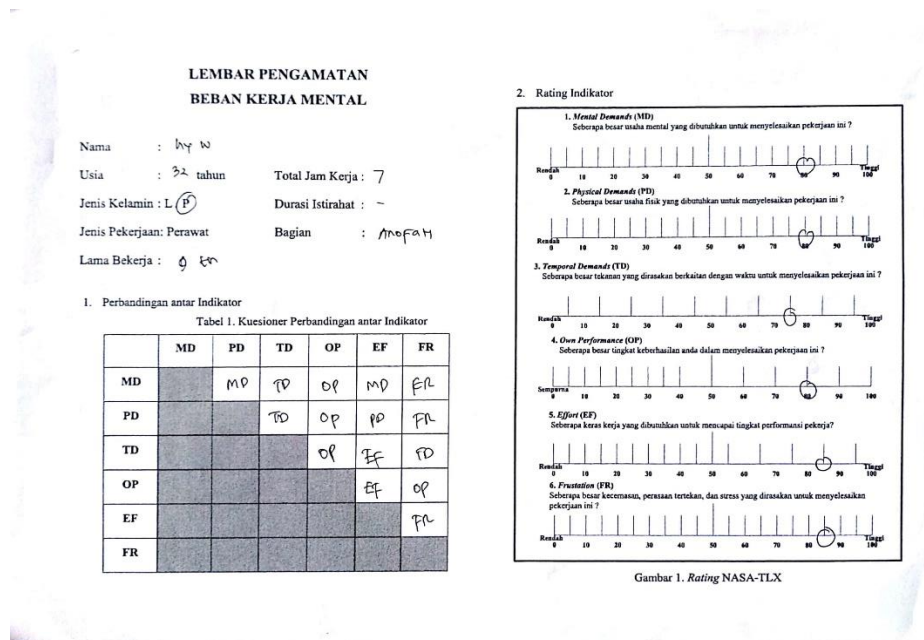 LEMBAR PENGAMATAN
BEBAN KERJA MENTAL
Nama : hy w
Usia : 32 tahun Total Jam Kerja : 7
Jenis Kelamin : L P Durasi Istirahat : -
Jenis Pekerjaan: Perawat Bagian : Arofah
Lama Bekerja : 9 th
1. Perbandingan antar Indikator
Tabel 1. Kuesioner Perbandingan antar Indikator
MD PD TD OP EF FR
MD MD TD OP MD FR
PD TD OP PD FR
TD OP EF TD
OP EF OP
EF FR
FR
2. Rating Indikator
1. Mental Demands (MD)
Seberapa besar usaha mental yang dibutuhkan untuk menyelesaikan pekerjaan ini ?
Rendah Tinggi
0 10 20 30 40 50 60 70 80 90 100
2. Physical Demands (PD)
Seberapa besar usaha fisik yang dibutuhkan untuk menyelesaikan pekerjaan ini ?
Rendah Tinggi
0 10 20 30 40 50 60 70 80 90 100
3. Temporal Demands (TD)
Seberapa besar tekanan yang dirasakan berkaitan dengan waktu untuk menyelesaikan pekerjaan ini ?
Rendah Tinggi
0 10 20 30 40 50 60 70 80 90 100
4. Own Performance (OP)
Seberapa besar tingkat keberhasilan anda dalam menyelesaikan pekerjaan ini ?
Sempurna
0 10 20 30 40 50 60 70 80 90 100
5. Effort (EF)
Seberapa keras kerja yang dibutuhkan untuk mencapai tingkat performansi pekerja?
Rendah Tinggi
0 10 20 30 40 50 60 70 80 90 100
6. Frustation (FR)
Seberapa besar kecemasan, perasaan tertekan, dan stress yang dirasakan untuk menyelesaikan
pekerjaan ini ?
Rendah Tinggi
0 10 20 30 40 50 60 70 80 90 100
Gambar 1. Rating NASA-TLX